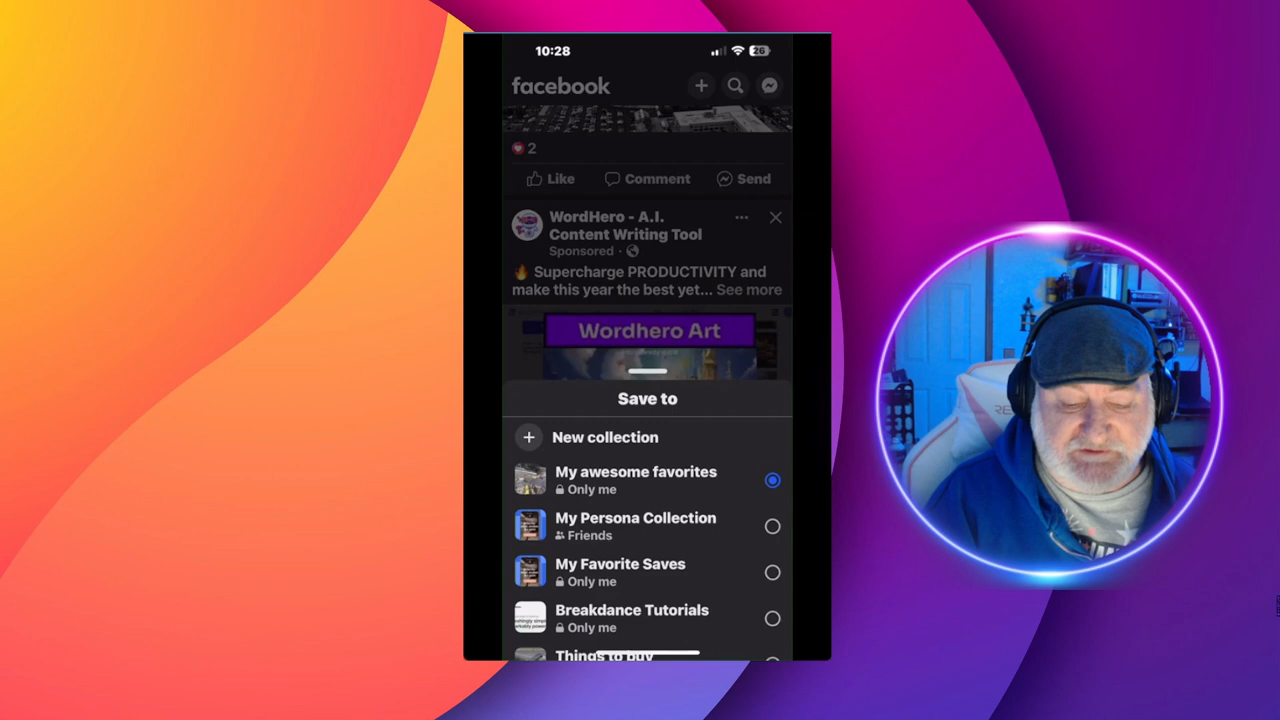 10:28
26
facebook
2
Like
Comment
Send
WordHero - A.I.
Content Writing Tool
Sponsored ·
🔥 Supercharge PRODUCTIVITY and
make this year the best yet... See more
Wordhero Art
Save to
New collection
My awesome favorites
Only me
My Persona Collection
Friends
My Favorite Saves
Only me
Breakdance Tutorials
Only me
Things to buy